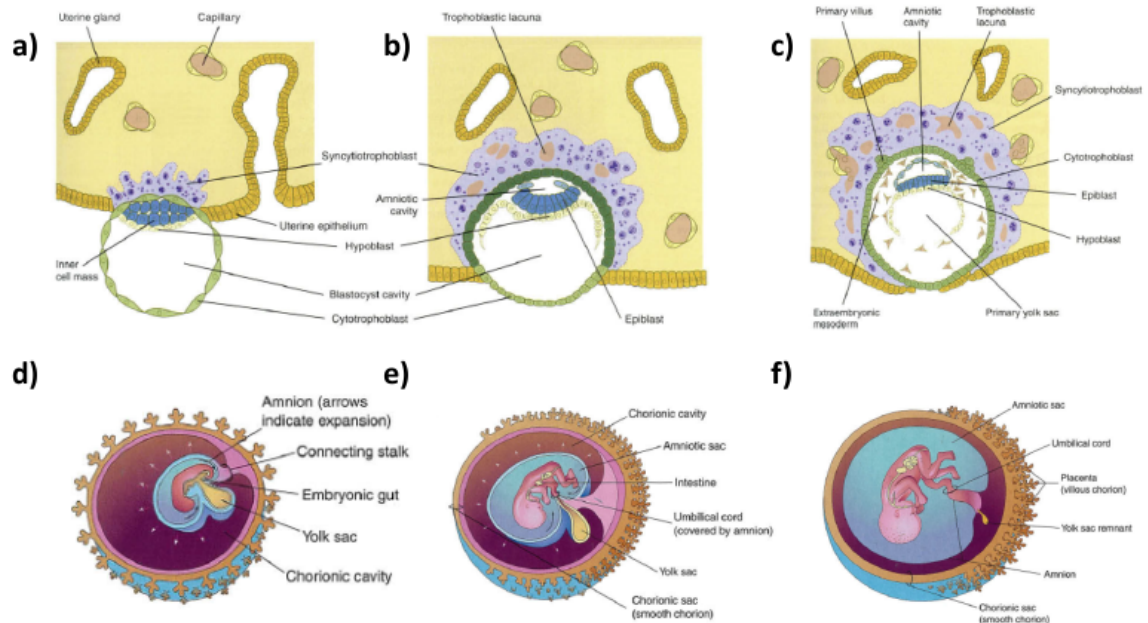 a)
Uterine gland
Capillary
Syncytiotrophoblast
Uterine epithelium
Hypoblast
Inner
cell mass
Blastocyst cavity
Cytotrophoblast
b)
Trophoblastic lacuna
Amniotic
cavity
Epiblast
c)
Primary villus
Amniotic
cavity
Trophoblastic
lacuna
Syncytiotrophoblast
Cytotrophoblast
Epiblast
Hypoblast
Extraembryonic
mesoderm
Primary yolk sac
d)
Amnion (arrows
indicate expansion)
Connecting stalk
Embryonic gut
Yolk sac
Chorionic cavity
e)
Chorionic cavity
Amniotic sac
Intestine
Umbilical cord
(covered by amnion)
Yolk sac
Chorionic sac
(smooth chorion)
f)
Amniotic sac
Umbilical cord
Placenta
(villous chorion)
Yolk sac remnant
Amnion
Chorionic sac
(smooth chorion)